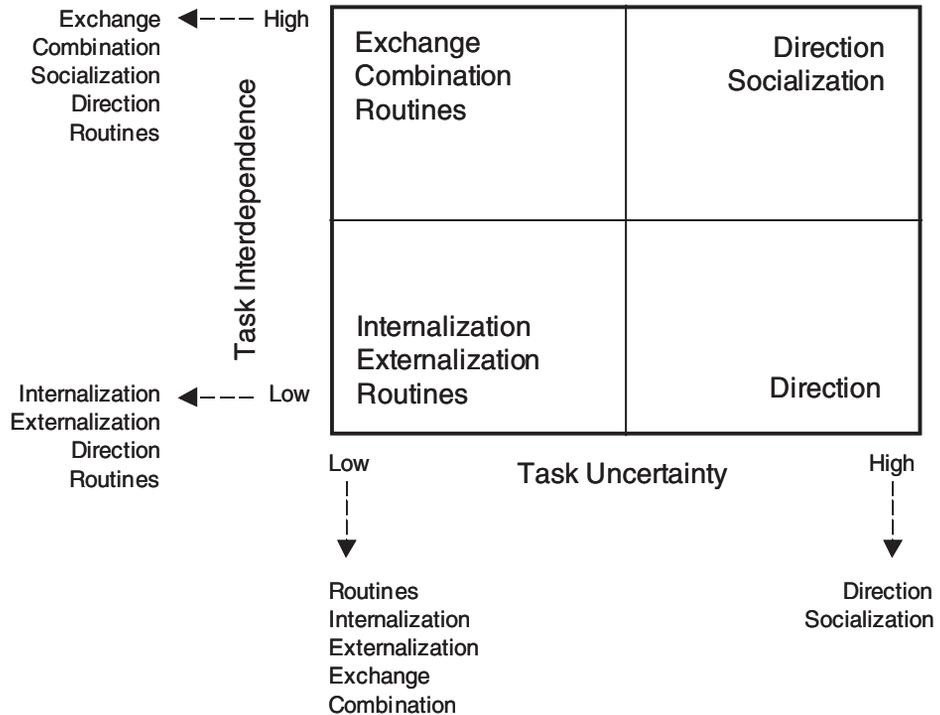 Exchange
Combination
Socialization
Direction
Routines
High
Task Interdependence
Internalization
Externalization
Direction
Routines
Low
Exchange
Combination
Routines
Direction
Socialization
Internalization
Externalization
Routines
Direction
Low
Task Uncertainty
High
Routines
Internalization
Externalization
Exchange
Combination
Direction
Socialization